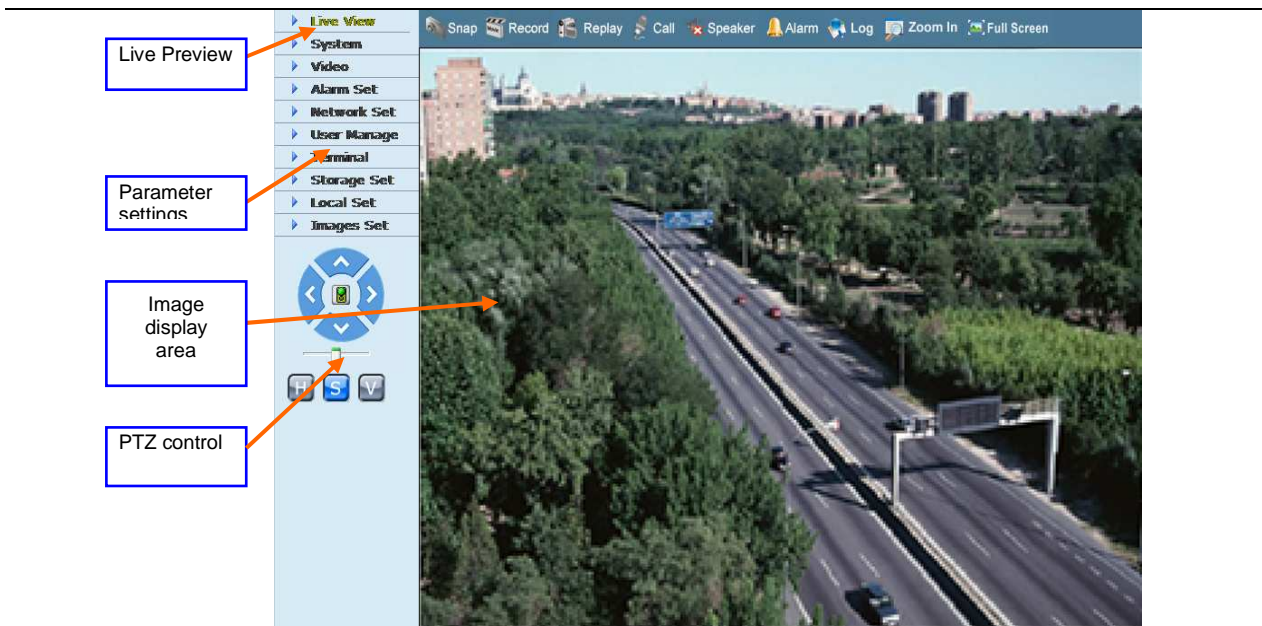 Live View
Snap Record Replay Call Speaker Alarm Log Zoom In Full Screen
System
Video
Alarm Set
Network Set
User Manage
Terminal
Storage Set
Local Set
Images Set
H S V
Live Preview
Parameter
settings
Image
display
area
PTZ control